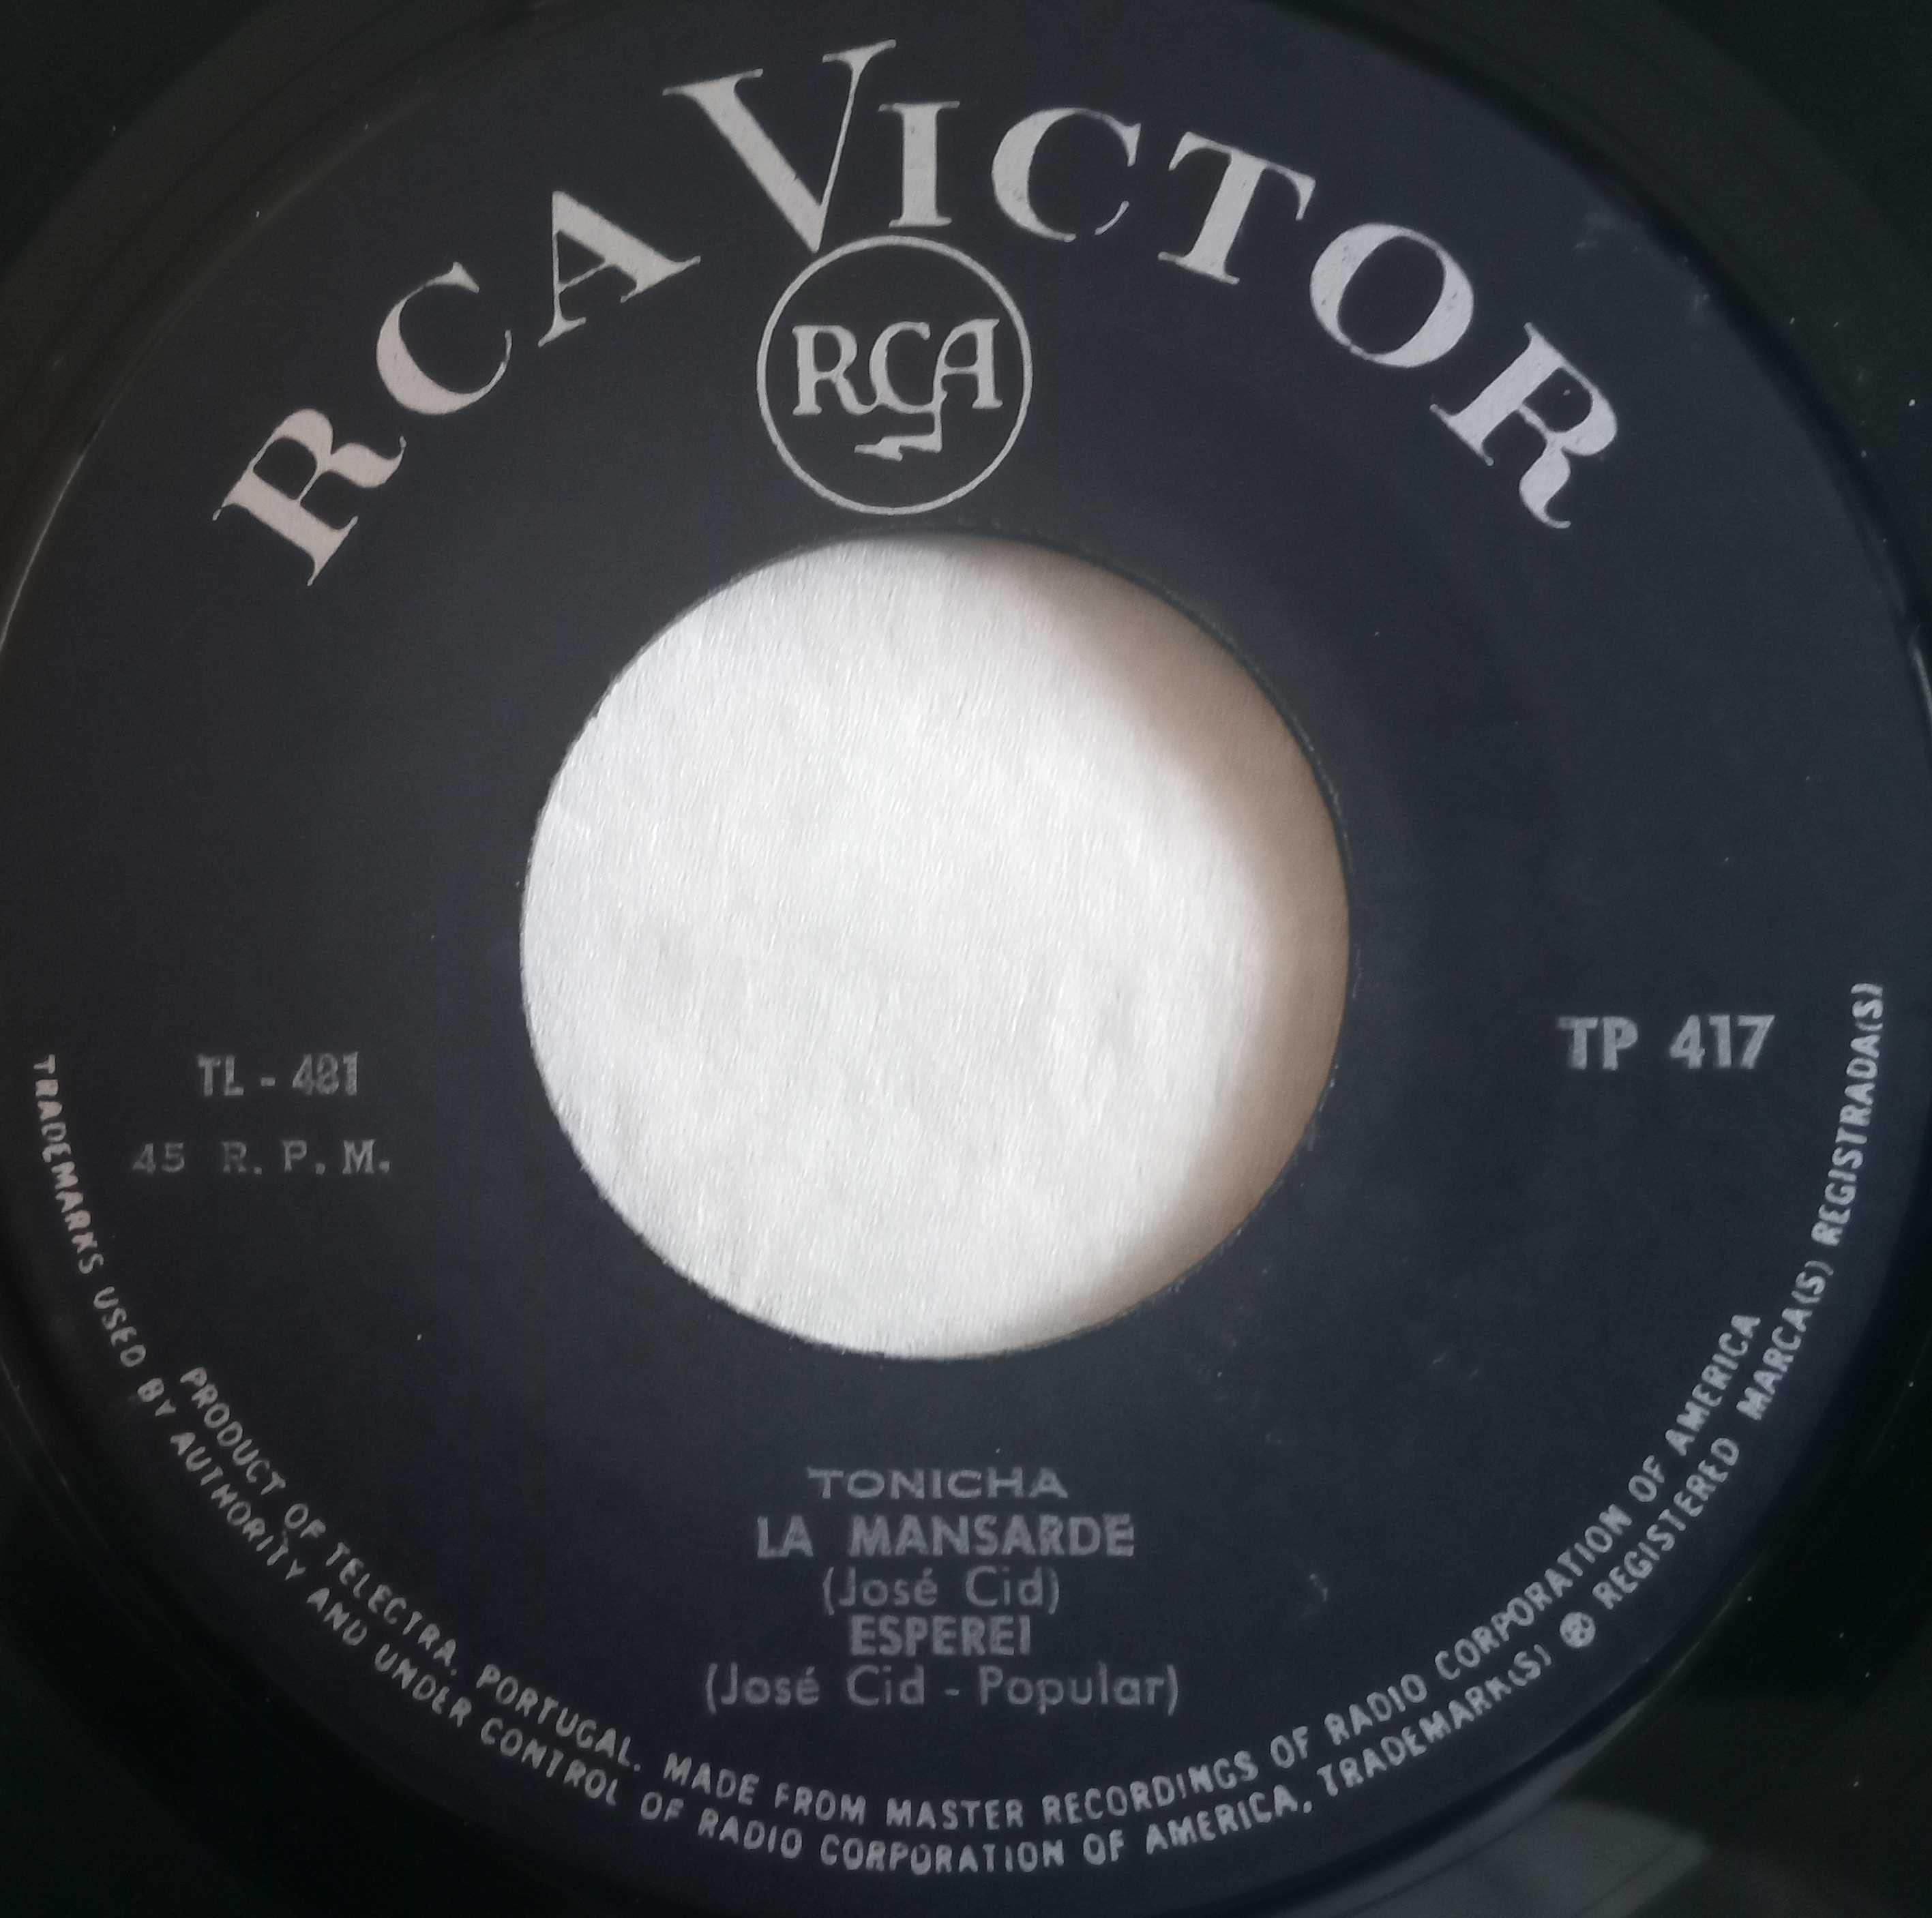 RCA VICTOR
RCA
TP 417
TL - 481
45 R. P. M.
TONICHA
LA MANSARDE
(José Cid)
ESPEREI
(José Cid - Popular)
PRODUCT OF TELECTRA. PORTUGAL. MADE FROM MASTER RECORDINGS OF RADIO CORPORATION OF AMERICA
TRADEMARKS USED BY AUTHORITY AND UNDER CONTROL OF RADIO CORPORATION OF AMERICA, TRADEMARK(S) ® REGISTERED MARCA(S) REGISTRADA(S)